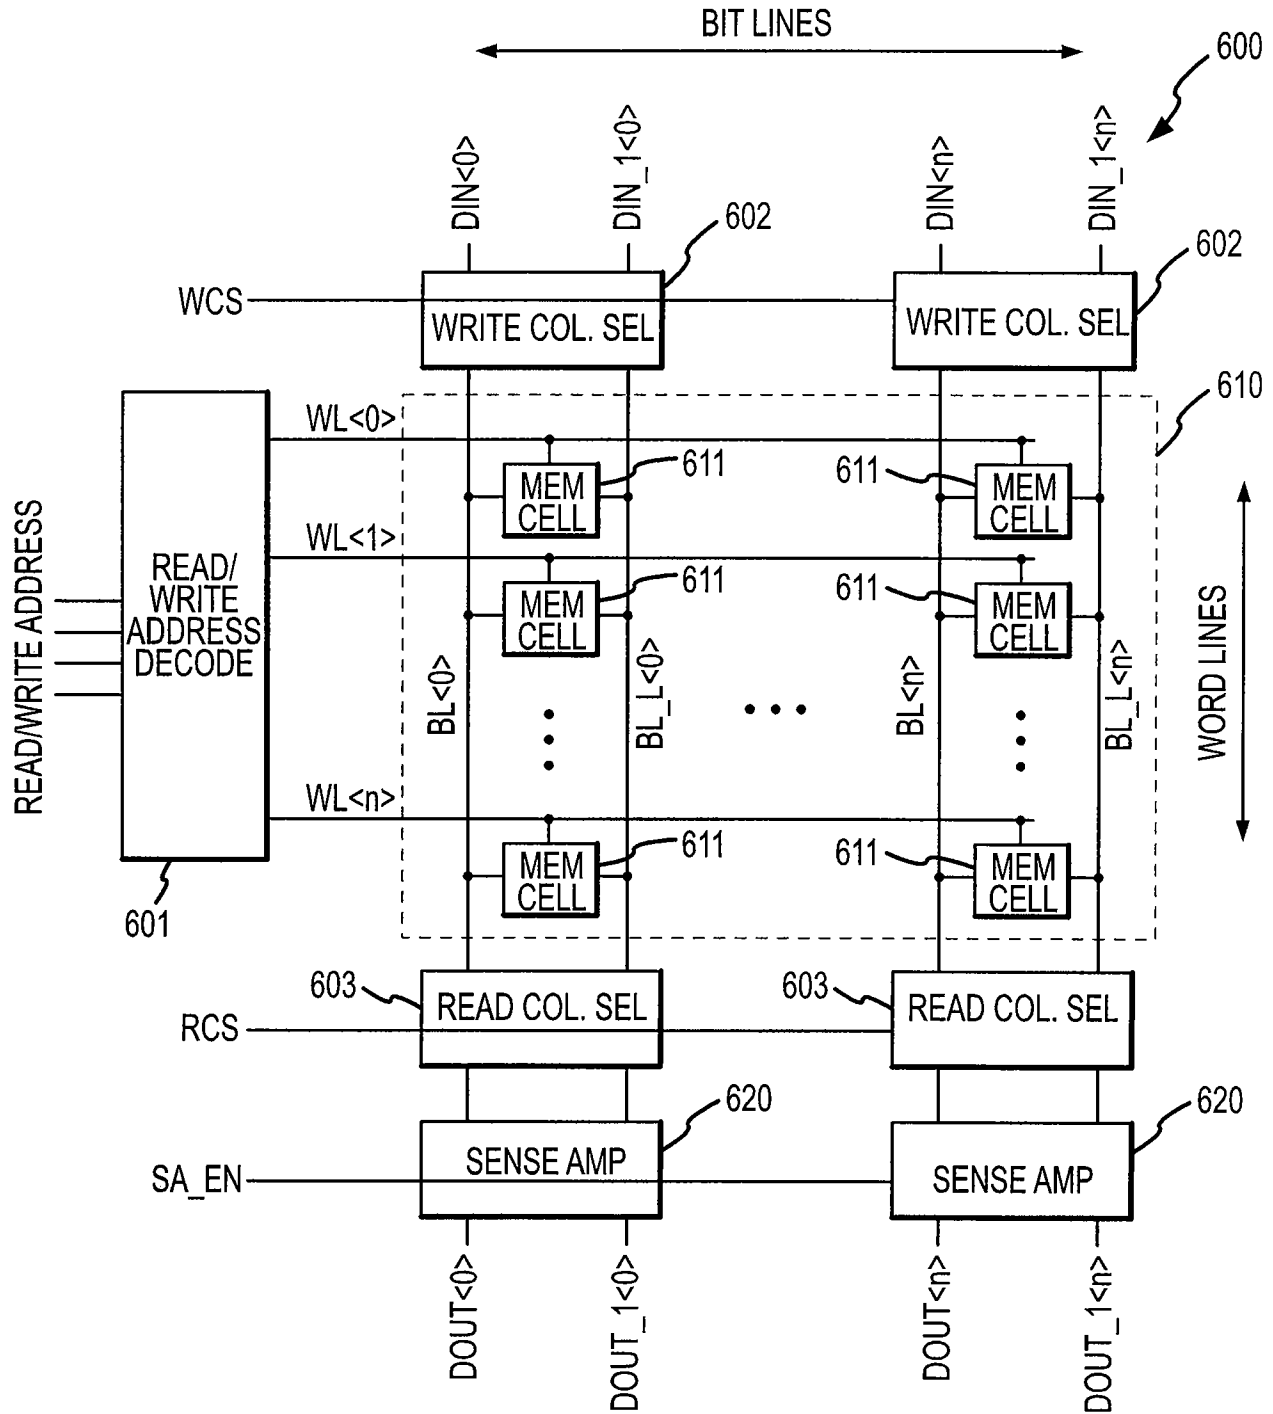 BIT LINES
600
DIN<0>
DIN_1<0>
DIN<n>
DIN_1<n>
602
602
WCS
WRITE COL. SEL
WRITE COL. SEL
610
WL<0>
611
611
MEM
CELL
MEM
CELL
WL<1>
611
611
MEM
CELL
MEM
CELL
READ/WRITE ADDRESS
READ/
WRITE
ADDRESS
DECODE
BL<0>
BL_L<0>
BL<n>
BL_L<n>
WORD LINES
WL<n>
611
611
MEM
CELL
MEM
CELL
601
603
603
READ COL. SEL
READ COL. SEL
RCS
620
620
SENSE AMP
SENSE AMP
SA_EN
DOUT<0>
DOUT_1<0>
DOUT<n>
DOUT_1<n>